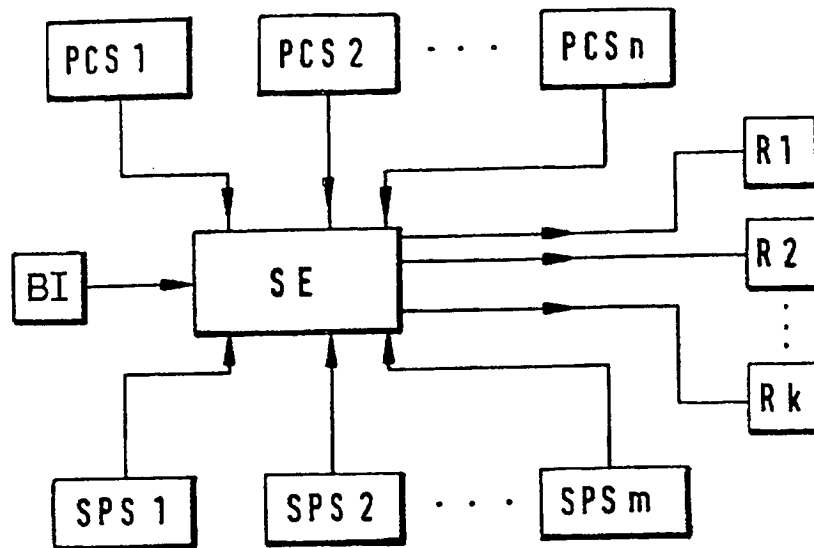 PCS 1
PCS 2
PCS n
R 1
R 2
BI
S E
R k
SPS 1
SPS 2
SPS m